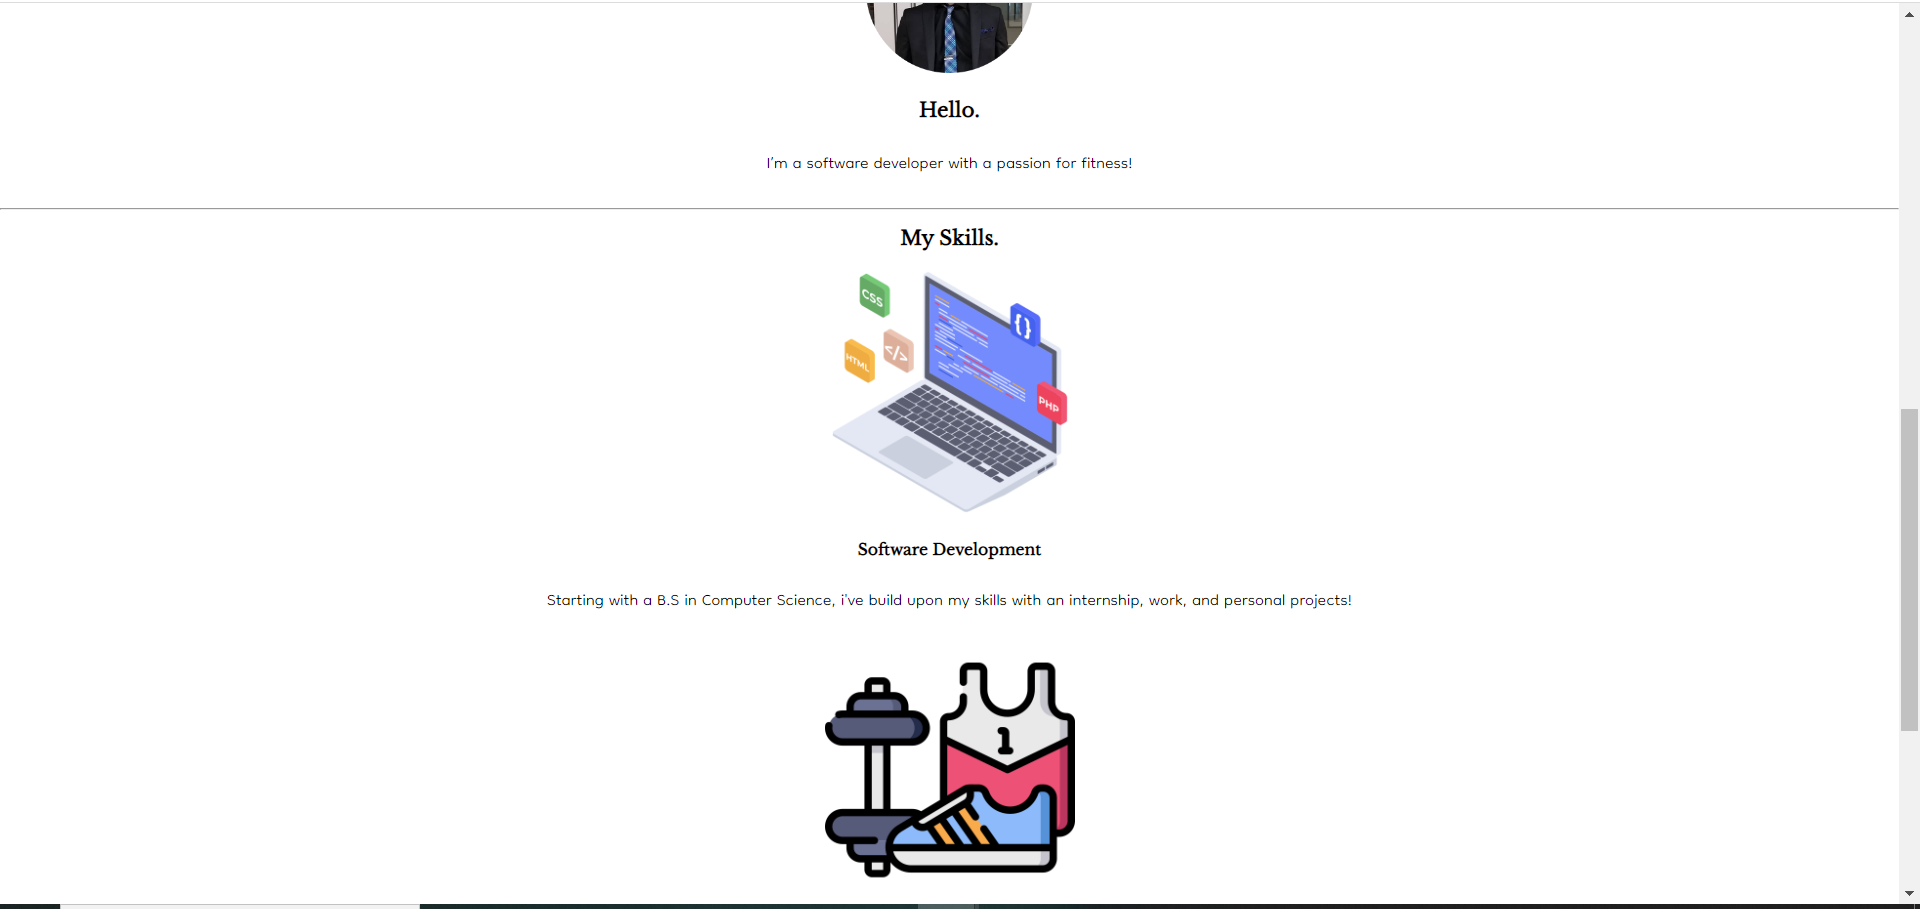 Hello.
I'm a software developer with a passion for fitness!
My Skills.
CSS
{}
</>
HTML
PHP
Software Development
Starting with a B.S in Computer Science, i've build upon my skills with an internship, work, and personal projects!
1